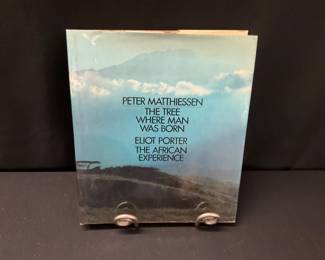 PETER MATTHIESSEN
THE TREE
WHERE MAN
WAS BORN
ELIOT PORTER
THE AFRICAN
EXPERIENCE